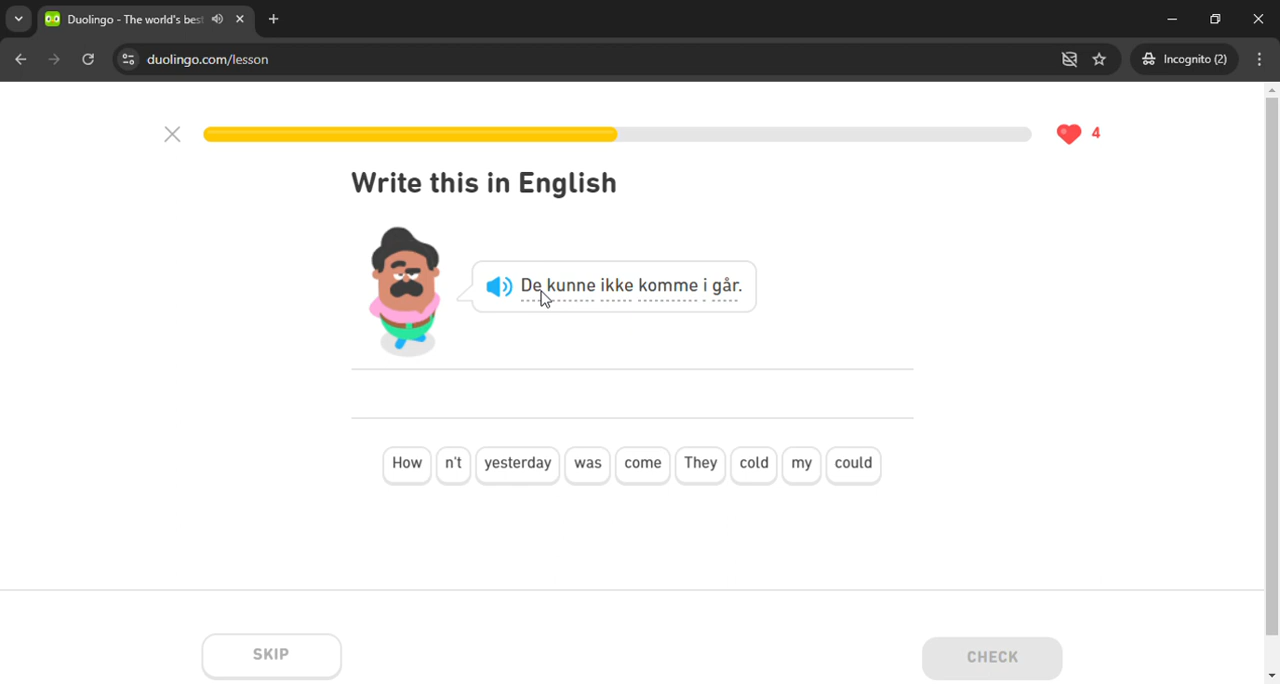 Duolingo - The world's best
duolingo.com/lesson
Incognito (2)
4
Write this in English
De kunne ikke komme i går.
How n't yesterday was come They cold my could
SKIP
CHECK